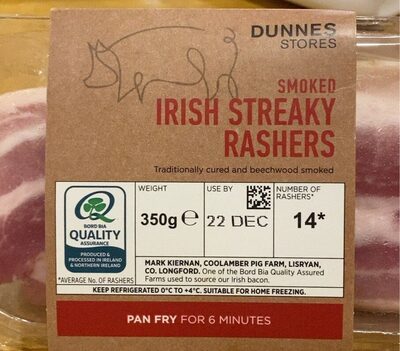 DUNNES
STORES
SMOKED
IRISH STREAKY
RASHERS
Traditionally cured and beechwood smoked
BORD BIA
QUALITY
ASSURANCE
PRODUCED &
PROCESSED IN IRELAND
& NORTHERN IRELAND
WEIGHT
350g e
USE BY
22 DEC
NUMBER OF
RASHERS*
14*
MARK KIERNAN, COOLAMBER PIG FARM, LISRYAN,
CO. LONGFORD. One of the Bord Bia Quality Assured
Farms used to source our Irish bacon.
*AVERAGE No. OF RASHERS
KEEP REFRIGERATED 0°C TO +4°C. SUITABLE FOR HOME FREEZING.
PAN FRY FOR 6 MINUTES